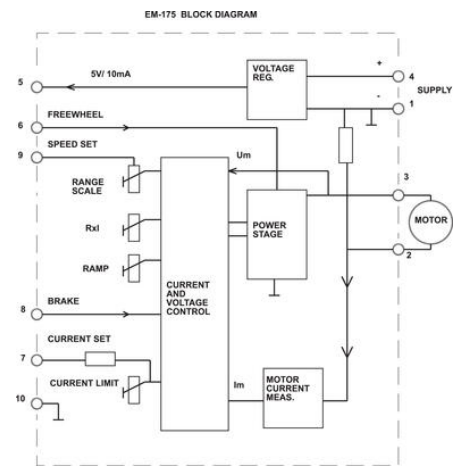 EM-175 BLOCK DIAGRAM
5
5V/ 10mA
VOLTAGE
REG.
+
4
SUPPLY
-
1
6
FREEWHEEL
9
SPEED SET
Um
RANGE
SCALE
3
RxI
POWER
STAGE
MOTOR
RAMP
2
CURRENT
AND
VOLTAGE
CONTROL
8
BRAKE
7
CURRENT SET
CURRENT LIMIT
Im
MOTOR
CURRENT
MEAS.
10